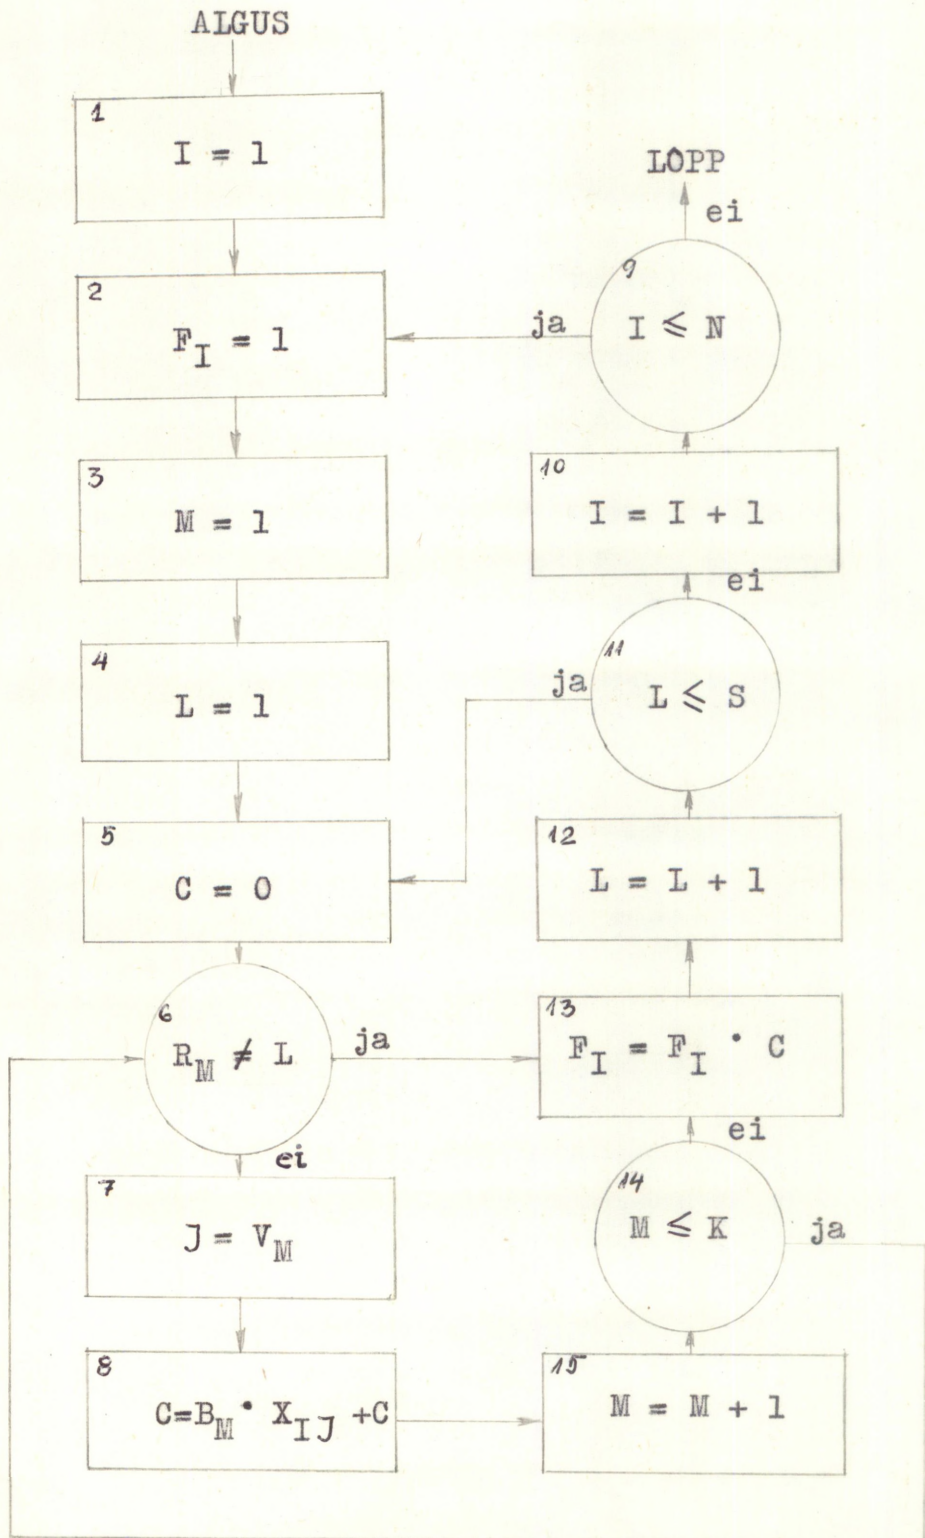 ALGUS
1
I = 1
2
F_I = 1
3
M = 1
4
L = 1
5
C = 0
6
R_M ≠ L
ja
ei
7
J = V_M
8
C=B_M · X_IJ +C
LÔPP
ei
9
I ⩽ N
ja
10
I = I + 1
ei
11
L ⩽ S
ja
12
L = L + 1
13
F_I = F_I · C
ei
14
M ⩽ K
ja
15
M = M + 1